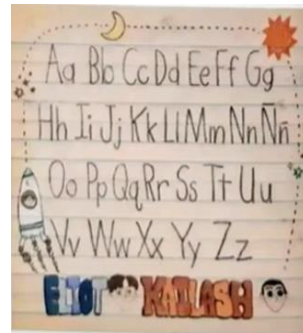 Aa Bb Cc Dd Ee Ff Gg
Hh Ii Jj Kk Ll Mm Nn Ññ
Oo Pp Qq Rr Ss Tt Uu
Vv Ww Xx Yy Zz
ELIOT KAILASH